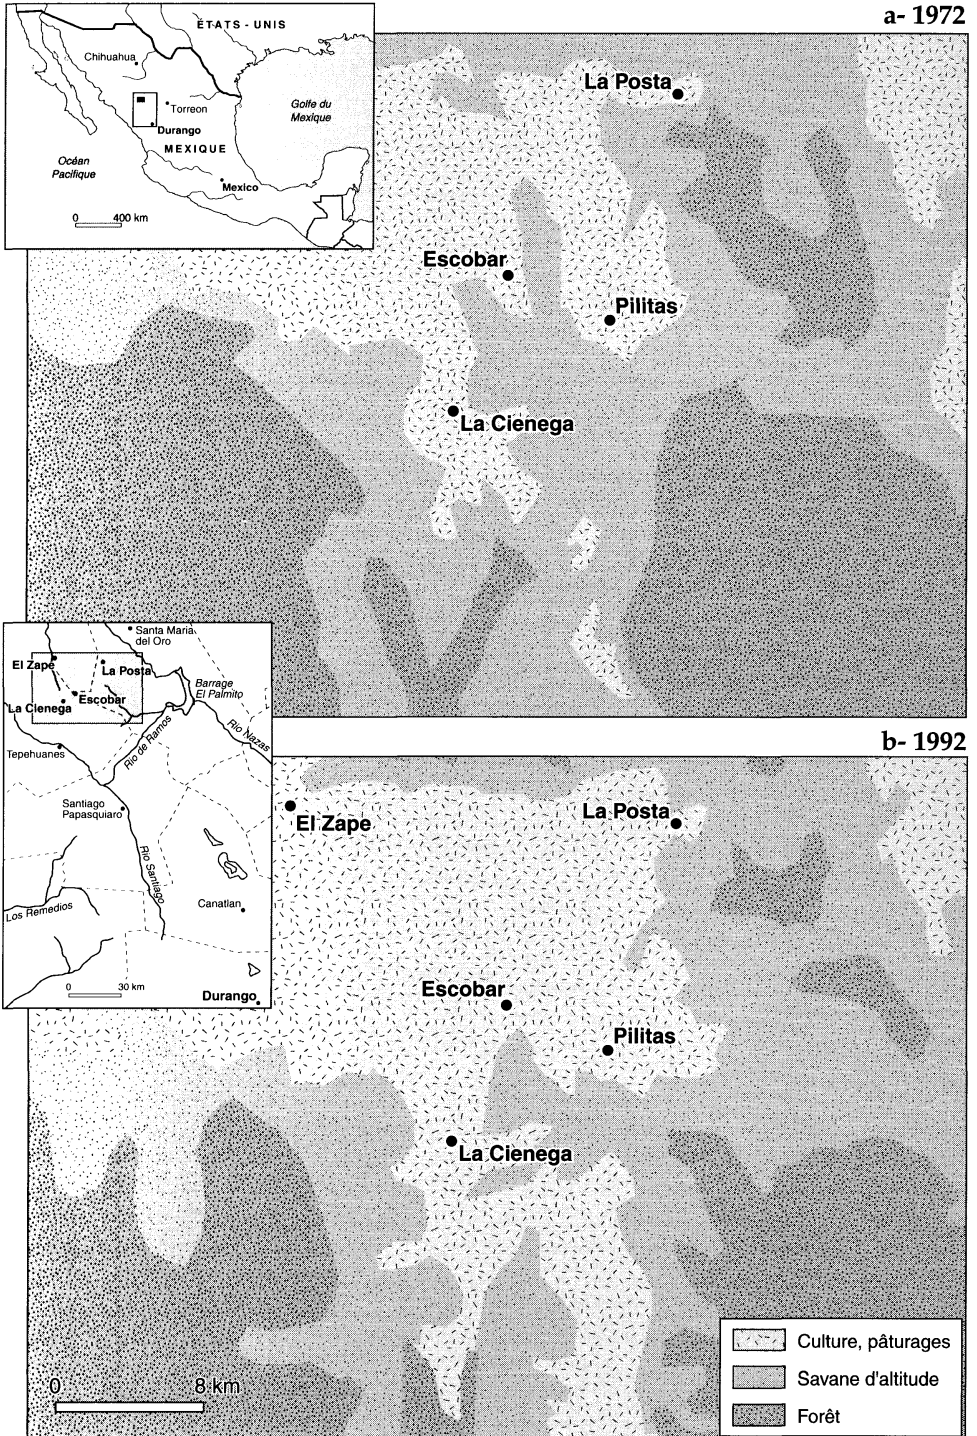 a- 1972
ÉTATS - UNIS
Chihuahua
Torreon
Golfe du
Mexique
Durango
MEXIQUE
Océan
Pacifique
Mexico
0 400 km
La Posta
Escobar
Pilitas
La Cienega
Santa Maria
del Oro
El Zape
La Posta
Barrage
El Palmito
Escobar
La Cienega
Rio de Ramos
Rio Nazas
Tepehuanes
Santiago
Papasquiaro
Rio Santiago
Canatlan
Los Remedios
0 30 km
Durango
b- 1992
El Zape
La Posta
Escobar
Pilitas
La Cienega
0 8 km
Culture, pâturages
Savane d'altitude
Forêt